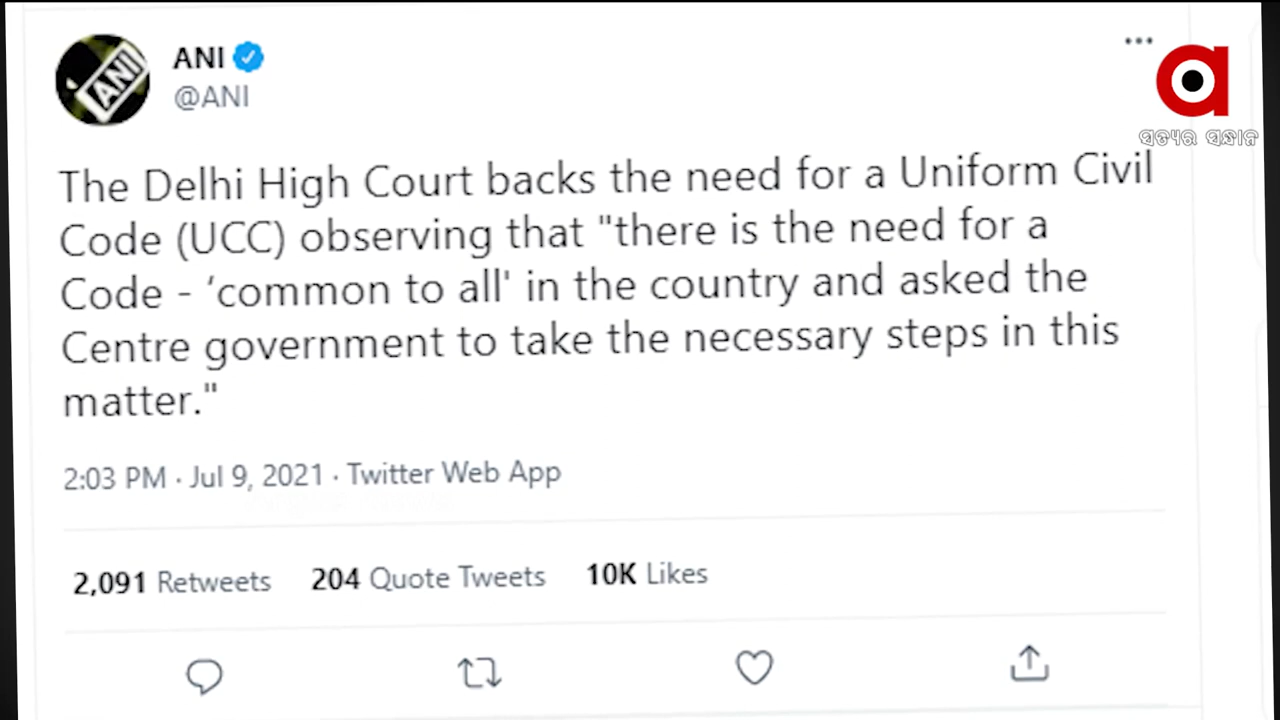 ANI
@ANI
ANI
ସତ୍ୟର ସନ୍ଧାନ
The Delhi High Court backs the need for a Uniform Civil
Code (UCC) observing that "there is the need for a
Code - ‘common to all' in the country and asked the
Centre government to take the necessary steps in this
matter."
2:03 PM · Jul 9, 2021 · Twitter Web App
2,091 Retweets 204 Quote Tweets 10K Likes